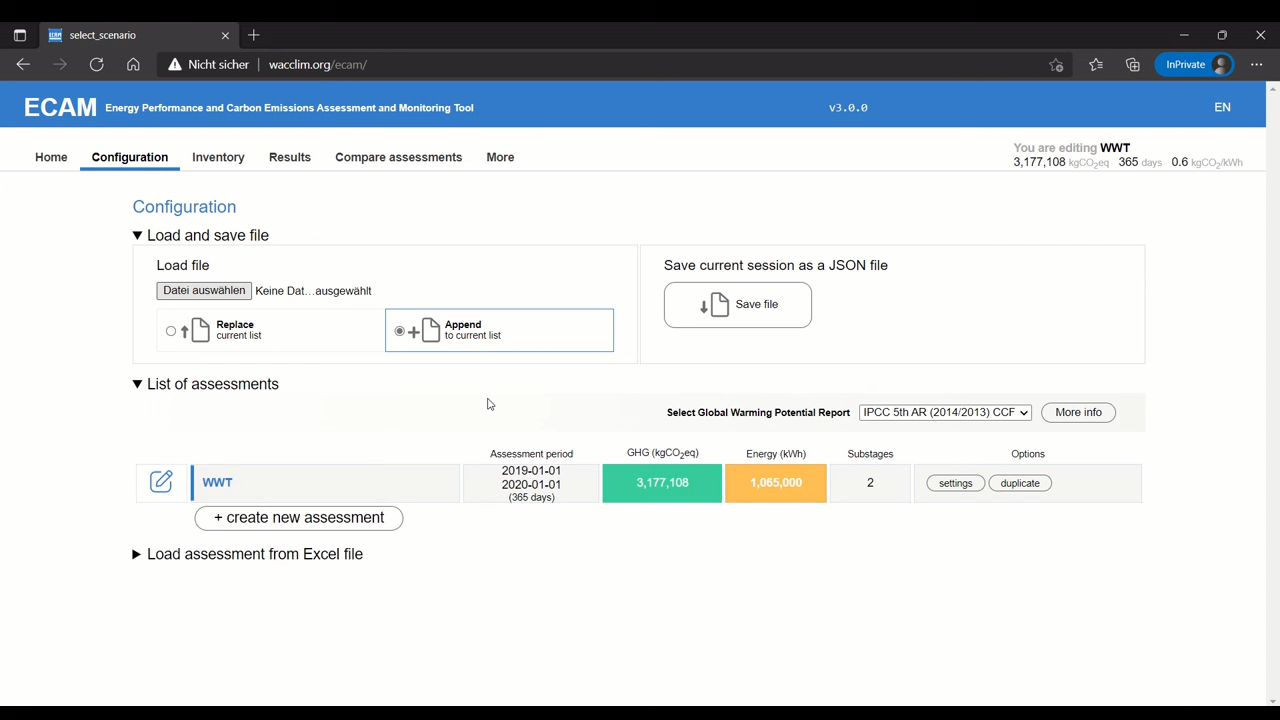 select_scenario
Nicht sicher | wacclim.org/ecam/
InPrivate
ECAM Energy Performance and Carbon Emissions Assessment and Monitoring Tool
v3.0.0
EN
Home
Configuration
Inventory
Results
Compare assessments
More
You are editing WWT
3,177,108 kgCO2eq 365 days 0.6 kgCO2/kWh
Configuration
▼ Load and save file
Load file
Datei auswählen Keine Dat...ausgewählt
Replace
current list
Append
to current list
Save current session as a JSON file
Save file
▼ List of assessments
Select Global Warming Potential Report IPCC 5th AR (2014/2013) CCF More info
Assessment period GHG (kgCO2eq) Energy (kWh) Substages Options
WWT
2019-01-01
2020-01-01
(365 days)
3,177,108
1,065,000
2
settings
duplicate
+ create new assessment
▶ Load assessment from Excel file